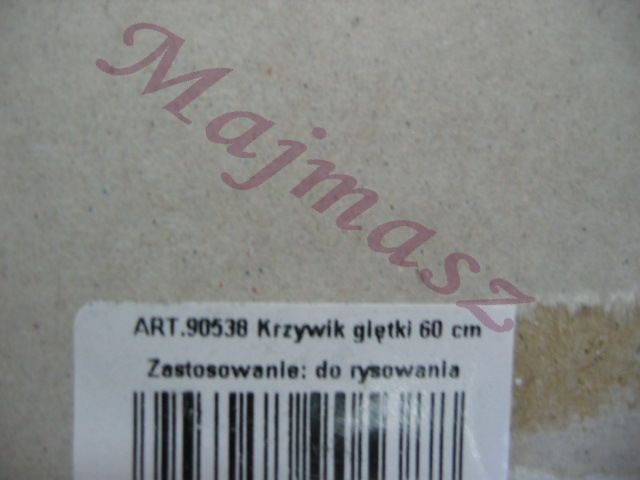 Majmasz
ART.90538 Krzywik giętki 60 cm
Zastosowanie: do rysowania